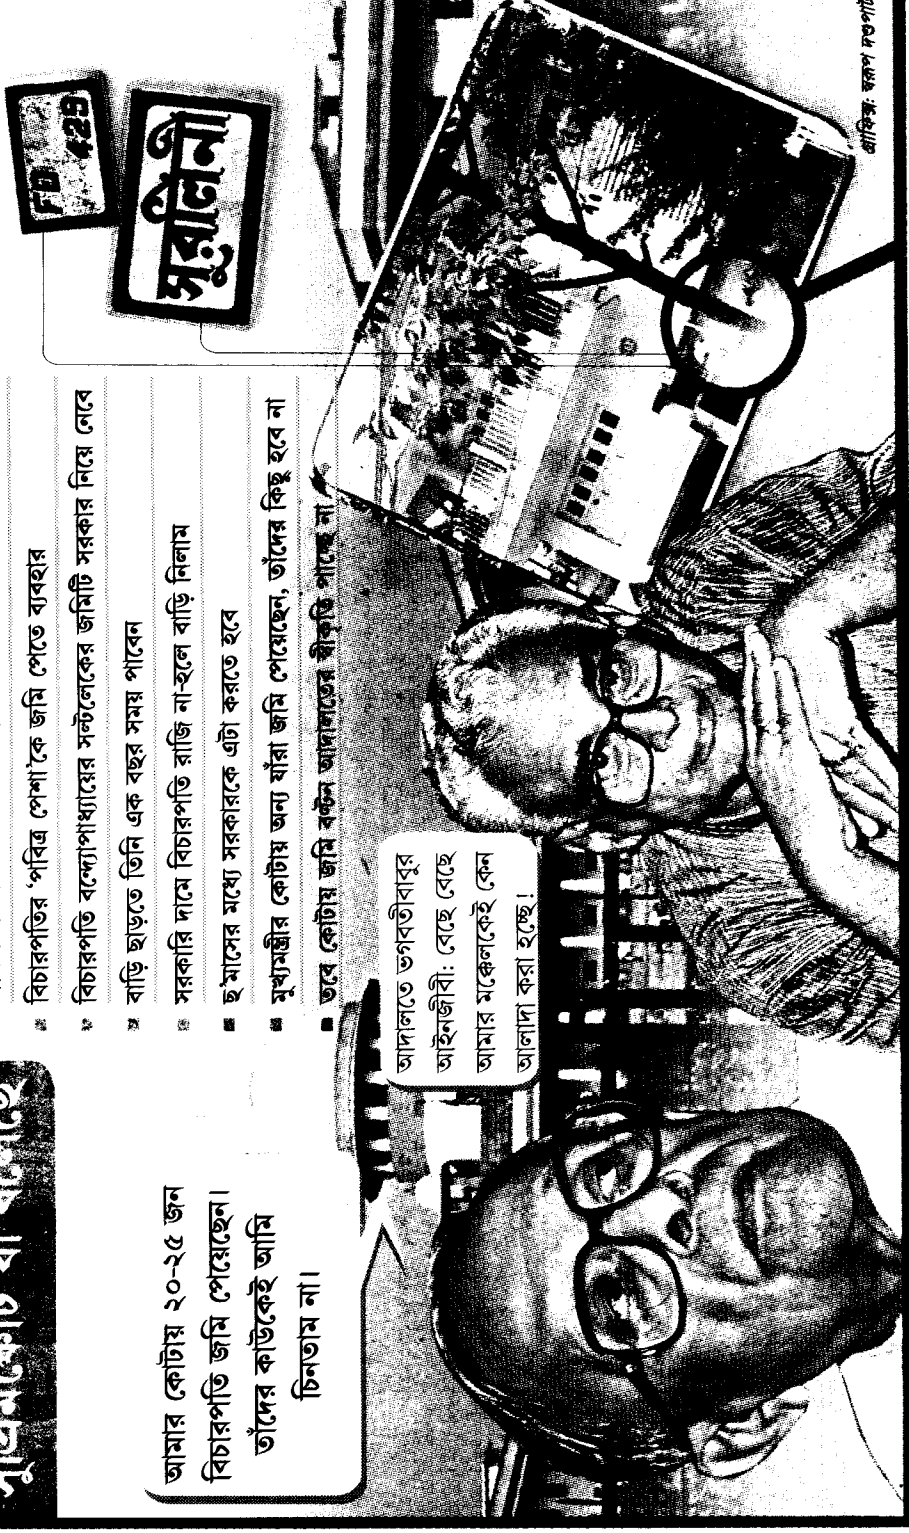 সুপ্রিমকোর্ট যা বলেছে
বিচারপতির ‘পবিত্র পেশা’কে জমি পেতে ব্যবহার
বিচারপতি বন্দ্যোপাধ্যায়ের সল্টলেকের জমিটি সরকার নিয়ে নেবে
বাড়ি ছাড়তে তিনি এক বছর সময় পাবেন
সরকারি দামে বিচারপতি রাজি না-হলে বাড়ি নিলাম
ছ’মাসের মধ্যে সরকারকে এটা করতে হবে
মুখ্যমন্ত্রীর কোটায় অন্য যাঁরা জমি পেয়েছেন, তাঁদের কিছু হবে না
তবে কোটায় জমি বণ্টন আদালতের স্বীকৃতি পাচ্ছে না
FD
429
সুরালিনী
আমার কোটায় ২০-২৫ জন
বিচারপতি জমি পেয়েছেন।
তাঁদের কাউকেই আমি
চিনতাম না।
আদালতে ভগবতীবাবুর
আইনজীবী: বেছে বেছে
আমার মক্কেলকেই কেন
আলাদা করা হচ্ছে!